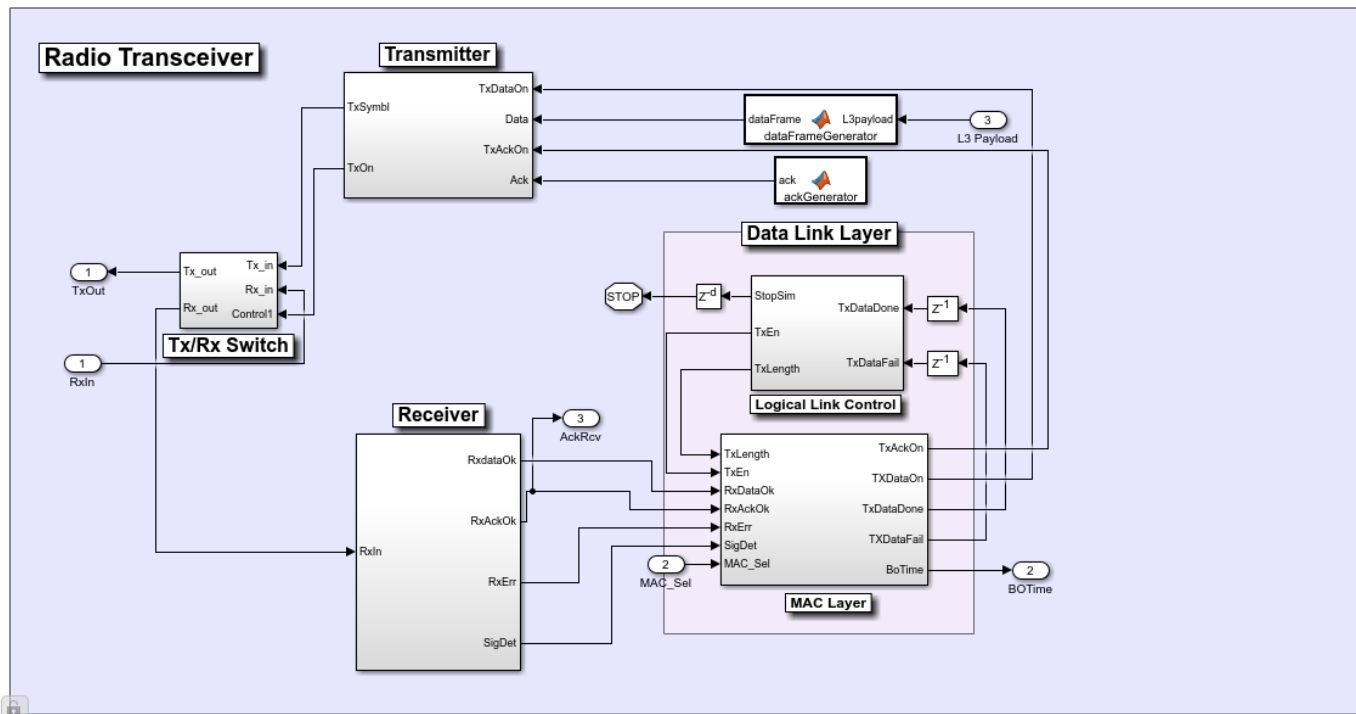 Radio Transceiver
Transmitter
TxSymbl
TxOn
TxDataOn
Data
TxAckOn
Ack
dataFrame
L3payload
dataFrameGenerator
3
L3 Payload
ack
ackGenerator
1
TxOut
Tx_out
Rx_out
Tx_in
Rx_in
Control1
Tx/Rx Switch
1
RxIn
Data Link Layer
STOP
Z-d
StopSim
TxEn
TxLength
TxDataDone
TxDataFail
Z-1
Z-1
Logical Link Control
Receiver
RxIn
RxdataOk
RxAckOk
RxErr
SigDet
3
AckRcv
2
MAC_Sel
TxLength
TxEn
RxDataOk
RxAckOk
RxErr
SigDet
MAC_Sel
TxAckOn
TXDataOn
TxDataDone
TXDataFail
BoTime
MAC Layer
2
BOTime